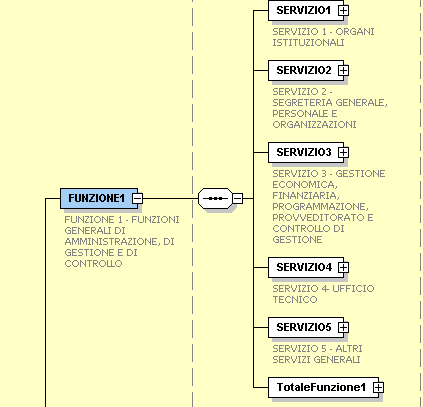 SERVIZIO1
SERVIZIO 1 - ORGANI
ISTITUZIONALI
SERVIZIO2
SERVIZIO 2 -
SEGRETERIA GENERALE,
PERSONALE E
ORGANIZZAZIONI
SERVIZIO3
SERVIZIO 3 - GESTIONE
ECONOMICA,
FINANZIARIA,
PROGRAMMAZIONE,
PROVVEDITORATO E
CONTROLLO DI
GESTIONE
FUNZIONE1
FUNZIONE 1 - FUNZIONI
GENERALI DI
AMMINISTRAZIONE, DI
GESTIONE E DI
CONTROLLO
SERVIZIO4
SERVIZIO 4- UFFICIO
TECNICO
SERVIZIO5
SERVIZIO 5 - ALTRI
SERVIZI GENERALI
TotaleFunzione1